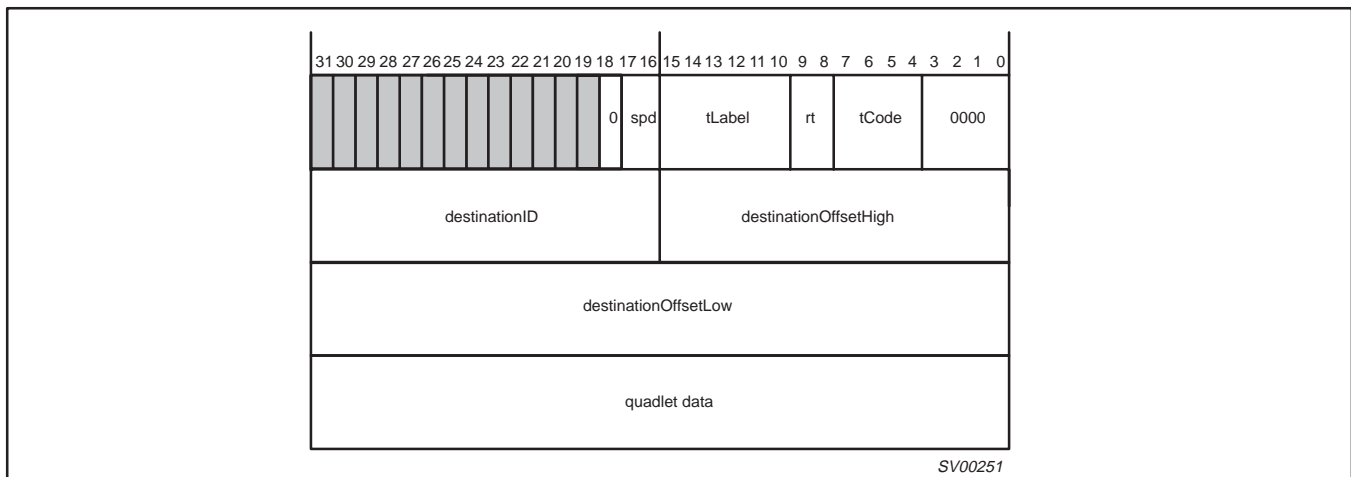 31 30 29 28 27 26 25 24 23 22 21 20 19 18 17 16 15 14 13 12 11 10 9 8 7 6 5 4 3 2 1 0
0 spd tLabel rt tCode 0000
destinationID destinationOffsetHigh
destinationOffsetLow
quadlet data
SV00251